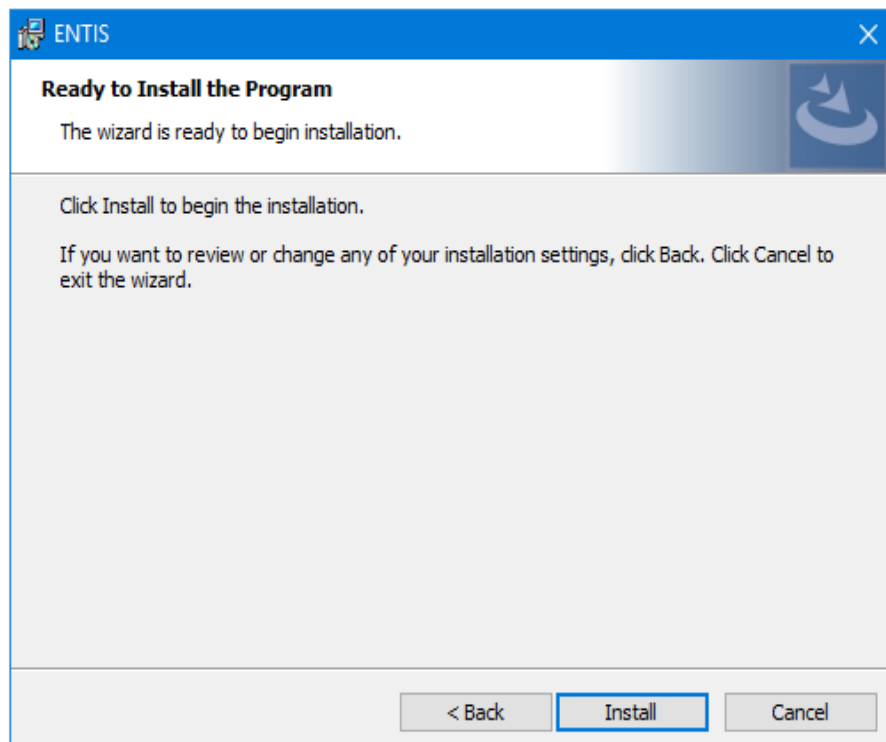 ENTIS
Ready to Install the Program
The wizard is ready to begin installation.
Click Install to begin the installation.
If you want to review or change any of your installation settings, click Back. Click Cancel to
exit the wizard.
< Back Install Cancel